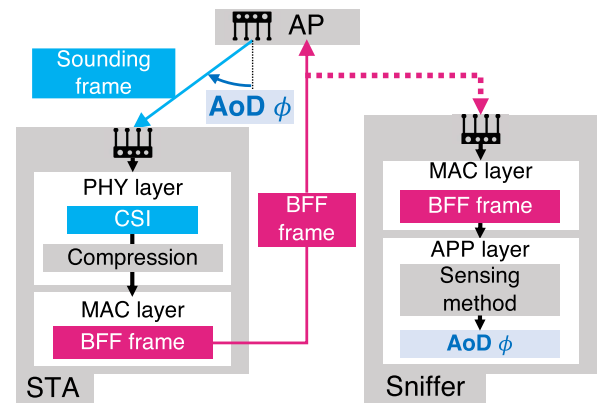 AP
Sounding
frame
AoD ϕ
PHY layer
CSI
Compression
MAC layer
BFF frame
STA
BFF
frame
MAC layer
BFF frame
APP layer
Sensing
method
AoD ϕ
Sniffer